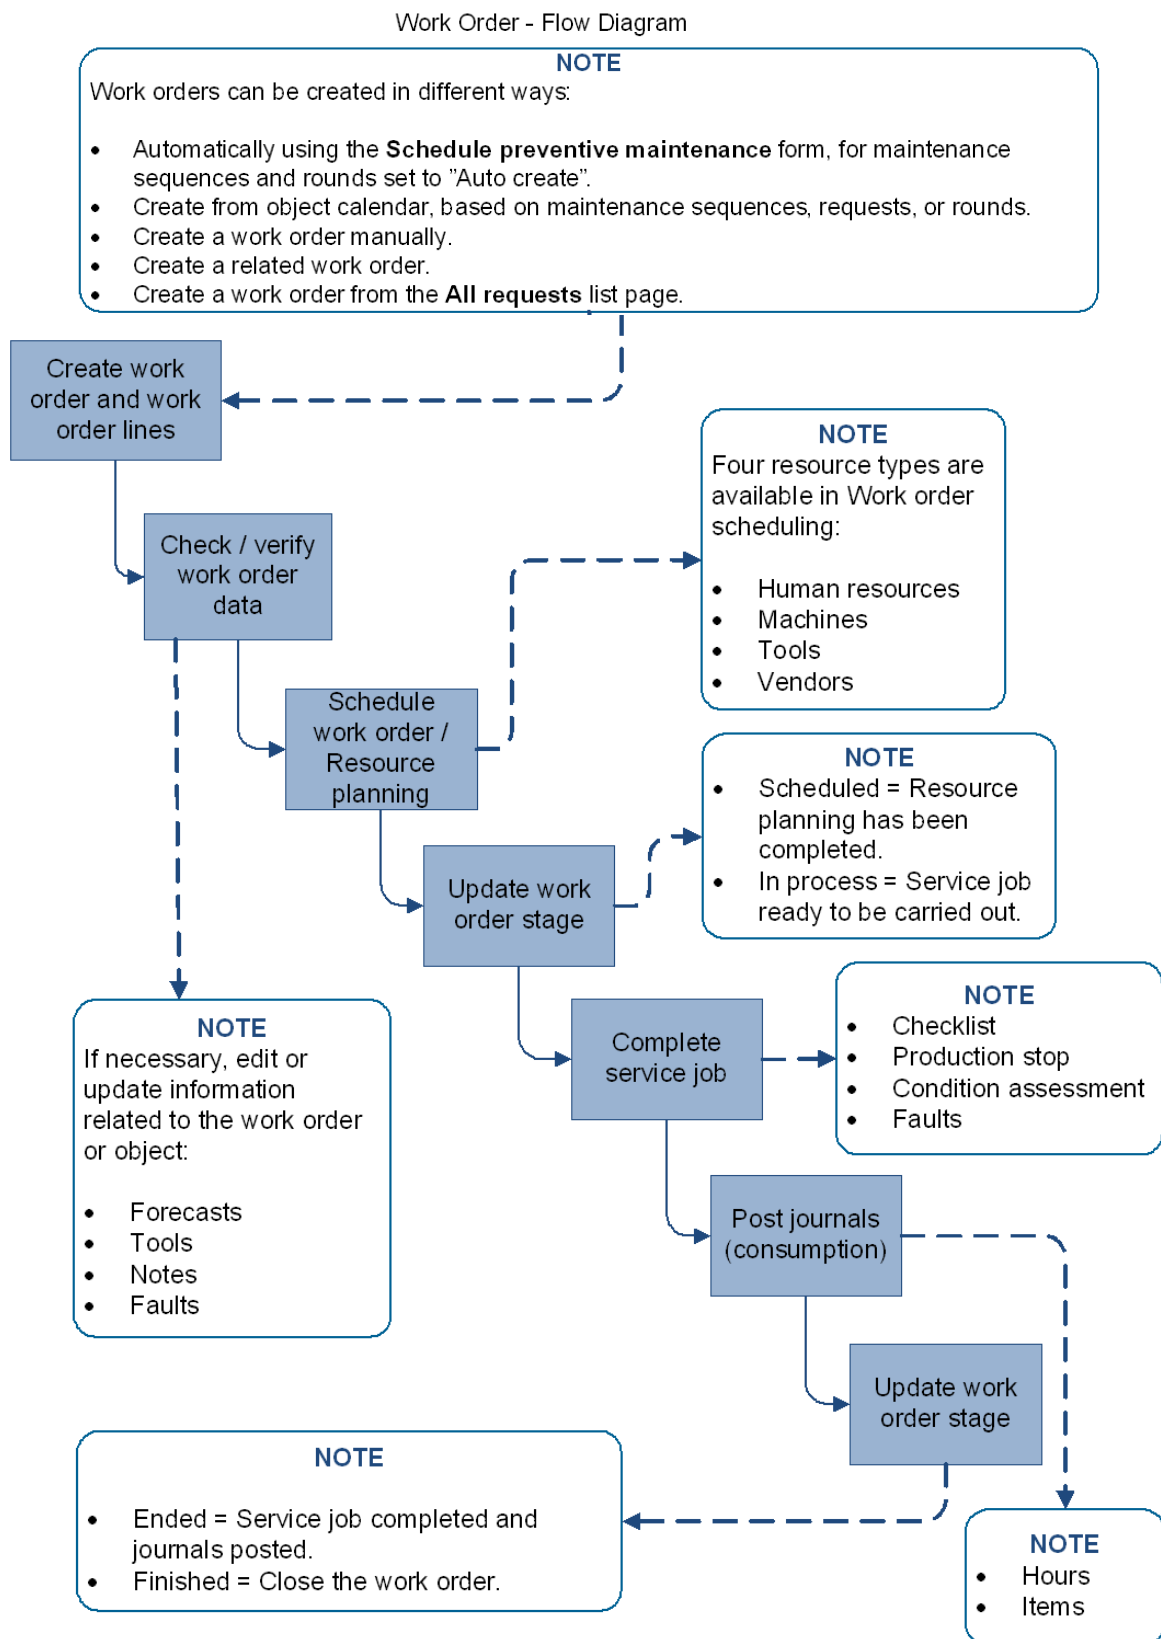 Work Order - Flow Diagram
NOTE
Work orders can be created in different ways:
• Automatically using the Schedule preventive maintenance form, for maintenance
sequences and rounds set to ”Auto create”.
• Create from object calendar, based on maintenance sequences, requests, or rounds.
• Create a work order manually.
• Create a related work order.
• Create a work order from the All requests list page.
Create work
order and work
order lines
NOTE
Four resource types are
available in Work order
scheduling:
• Human resources
• Machines
• Tools
• Vendors
Check / verify
work order
data
Schedule
work order /
Resource
planning
NOTE
• Scheduled = Resource
planning has been
completed.
• In process = Service job
ready to be carried out.
Update work
order stage
NOTE
• Checklist
• Production stop
• Condition assessment
• Faults
Complete
service job
NOTE
If necessary, edit or
update information
related to the work order
or object:
• Forecasts
• Tools
• Notes
• Faults
Post journals
(consumption)
Update work
order stage
NOTE
• Ended = Service job completed and
journals posted.
• Finished = Close the work order.
NOTE
• Hours
• Items